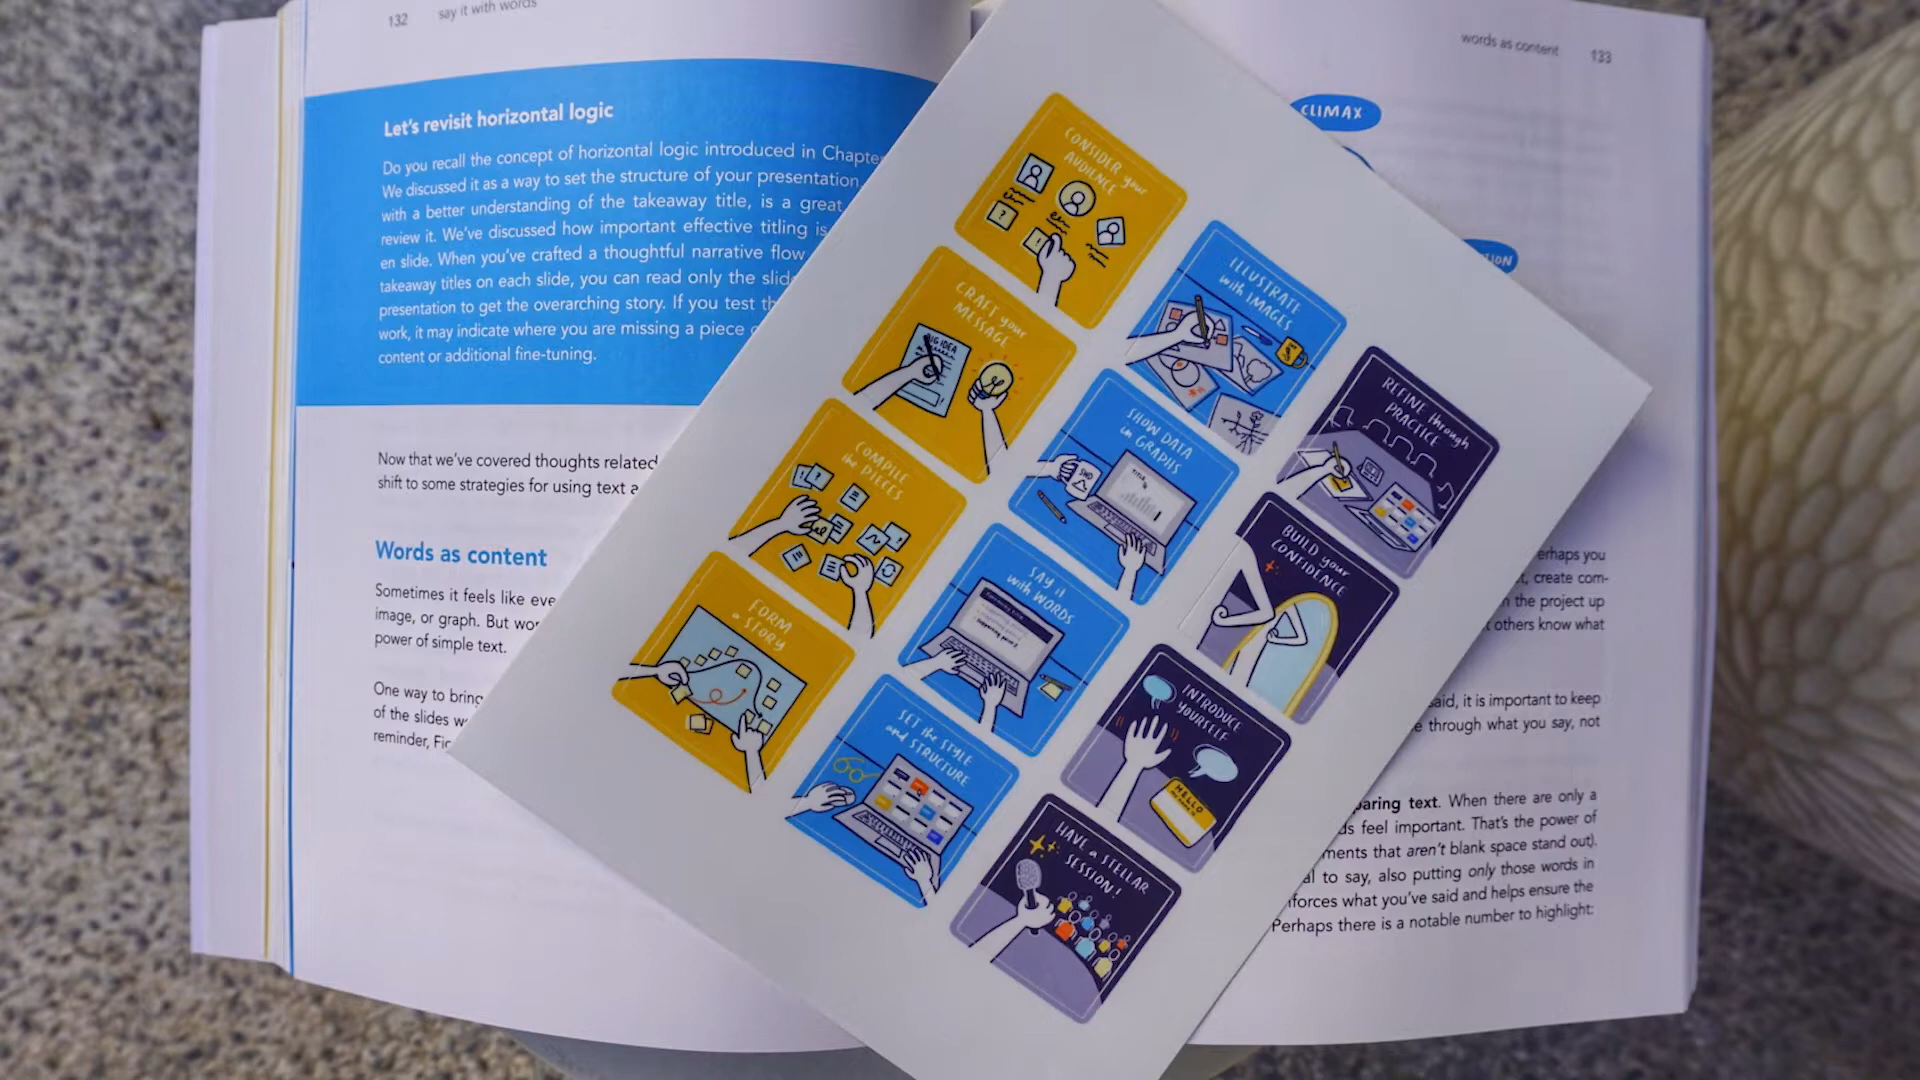 132 say it with words
Let's revisit horizontal logic
Do you recall the concept of horizontal logic introduced in Chapter
We discussed it as a way to set the structure of your presentation
with a better understanding of the takeaway title, is a great
review it. We've discussed how important effective titling is
en slide. When you've crafted a thoughtful narrative flow
takeaway titles on each slide, you can read only the
presentation to get the overarching story. If you test
work, it may indicate where you are missing a piece
content or additional fine-tuning.
Now that we've covered thoughts related
shift to some strategies for using text
Words as content
Sometimes it feels like
image, or graph. But
power of simple text.
One way to bring
of the slides
reminder,
words as content 133
CLIMAX
CONSIDER your
AUDIENCE
CRAFT your
MESSAGE
BIG IDEA
COMPILE
the PIECES
FORM
a STORY
ILLUSTRATE
with IMAGES
SHOW DATA
in GRAPHS
SAY it
with WORDS
SET the STYLE
and STRUCTURE
REFINE through
PRACTICE
BUILD your
CONFIDENCE
INTRODUCE
YOURSELF
HELLO
HAVE a STELLAR
SESSION!
you
create com-
the project up
others know what
said, it is important to keep
through what you say, not
text. When there are only a
feel important. That's the power of
that aren't blank space stand out).
to say, also putting only those words in
what you've said and helps ensure the
Perhaps there is a notable number to highlight: